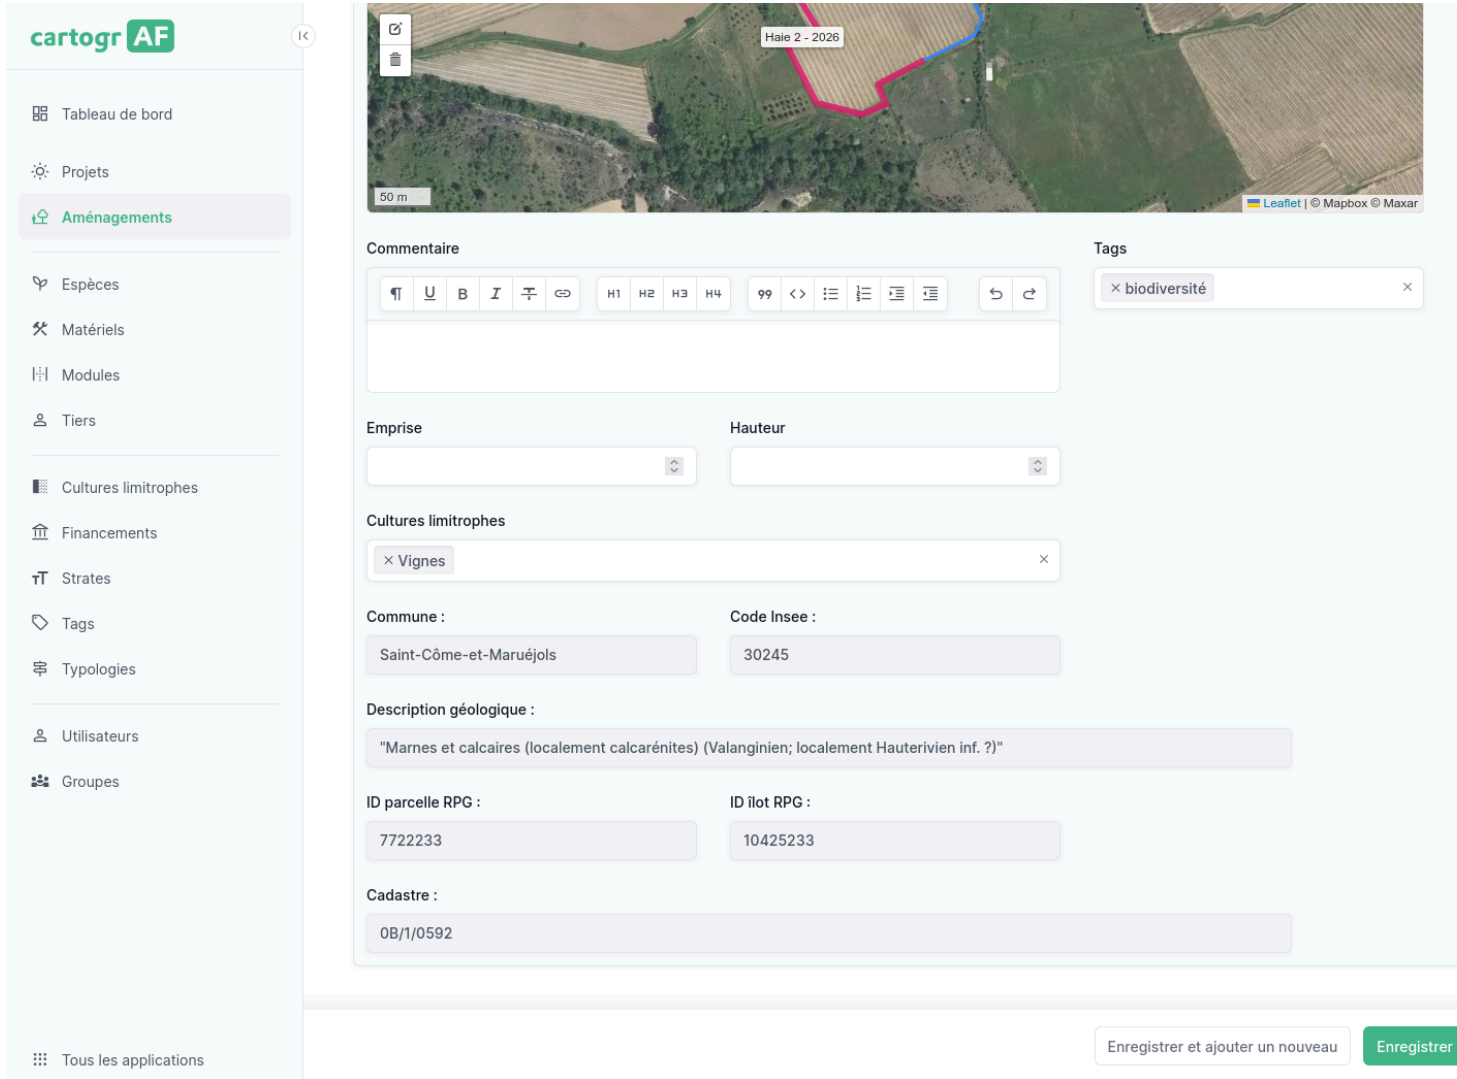 cartogr AF
Tableau de bord
Projets
Aménagements
Espèces
Matériels
Modules
Tiers
Cultures limitrophes
Financements
Strates
Tags
Typologies
Utilisateurs
Groupes
Tous les applications
Haie 2 - 2026
50 m
Leaflet | © Mapbox © Maxar
Commentaire
Tags
¶ U B I T H1 H2 H3 H4 99 <>
× biodiversité ×
Emprise
Hauteur
Cultures limitrophes
× Vignes ×
Commune :
Code Insee :
Saint-Côme-et-Maruéjols
30245
Description géologique :
"Marnes et calcaires (localement calcarénites) (Valanginien; localement Hauterivien inf. ?)"
ID parcelle RPG :
ID îlot RPG :
7722233
10425233
Cadastre :
0B/1/0592
Enregistrer et ajouter un nouveau
Enregistrer